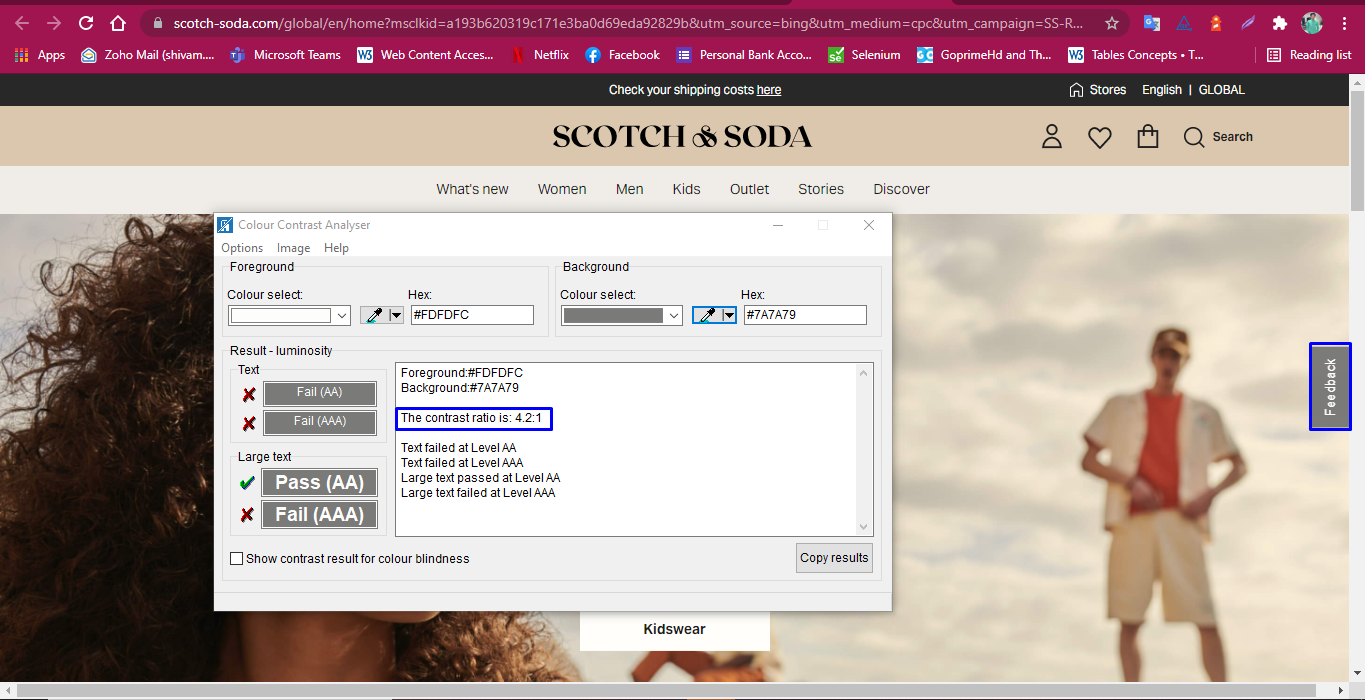 scotch-soda.com/global/en/home?msclkid=a193b620319c171e3ba0d69eda92829b&utm_source=bing&utm_medium=cpc&utm_campaign=SS-R...
Apps Zoho Mail (shivam.... Microsoft Teams Web Content Acces... Netflix Facebook Personal Bank Acco... Selenium GoprimeHd and Th... Tables Concepts • T... Reading list
Check your shipping costs here Stores English | GLOBAL
SCOTCH & SODA Search
What's new Women Men Kids Outlet Stories Discover
Colour Contrast Analyser
Options Image Help
Foreground Background
Colour select: Hex: Colour select: Hex:
#FDFDFC #7A7A79
Result - luminosity
Text
Fail (AA)
Fail (AAA)
Large text
Pass (AA)
Fail (AAA)
Foreground:#FDFDFC
Background:#7A7A79
The contrast ratio is: 4.2:1
Text failed at Level AA
Text failed at Level AAA
Large text passed at Level AA
Large text failed at Level AAA
Show contrast result for colour blindness Copy results
Feedback
Kidswear